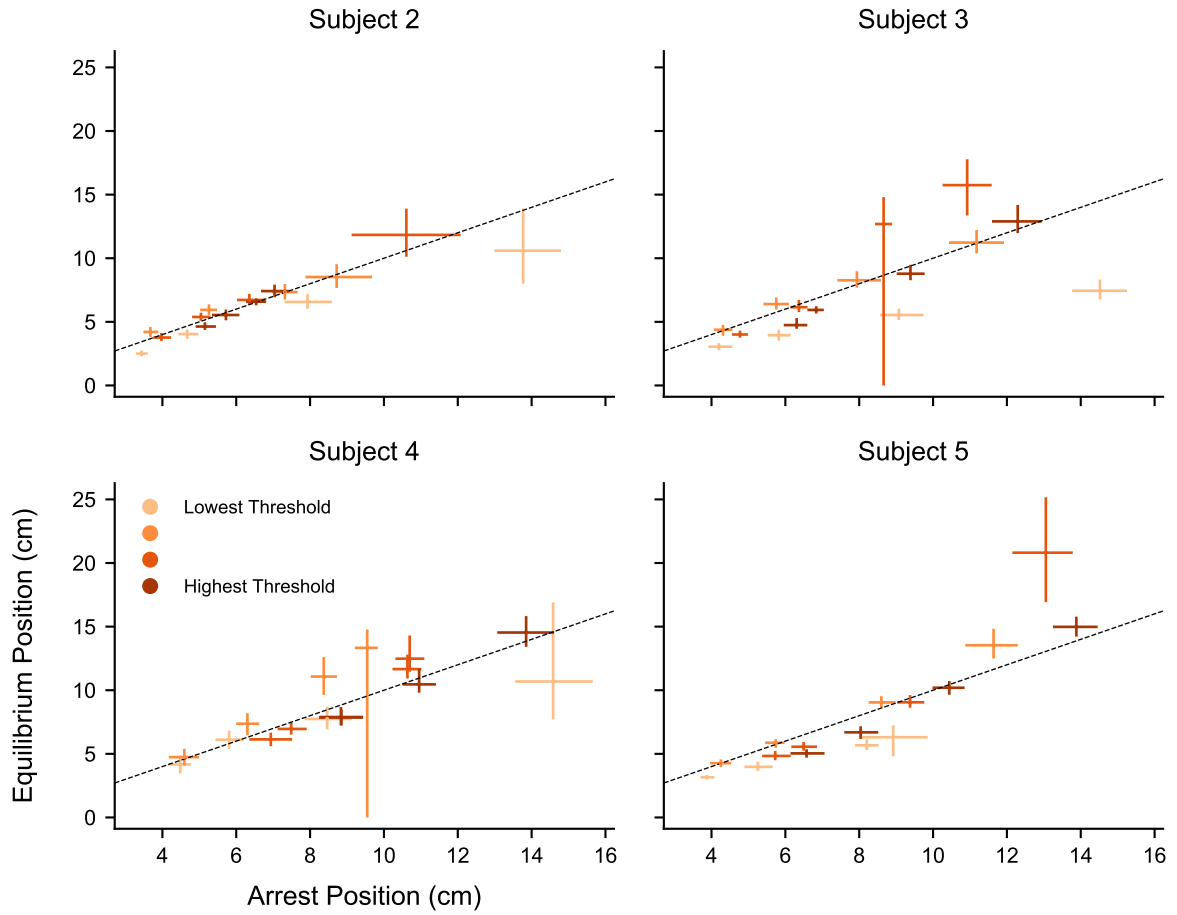 Subject 2
Subject 3
25
20
15
10
5
0
Subject 4
Subject 5
25
20
15
10
5
0
Lowest Threshold
Highest Threshold
Equilibrium Position (cm)
4 6 8 10 12 14 16
4 6 8 10 12 14 16
Arrest Position (cm)